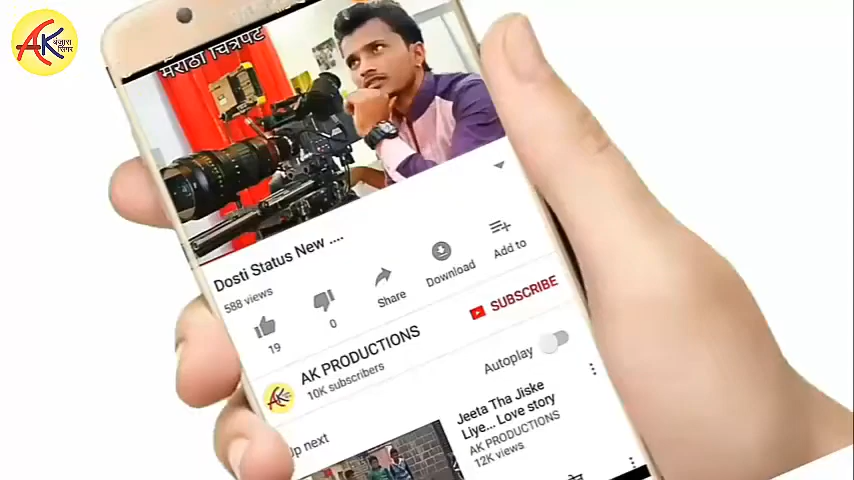 AK बंजारा
सिंगर
मराठा चित्रपट
Dosti Status New ....
588 views
19
0
Share
Download
Add to
AK PRODUCTIONS
10K subscribers
SUBSCRIBE
Autoplay
Up next
Jeeta Tha Jiske
Liye... Love story
AK PRODUCTIONS
12K views